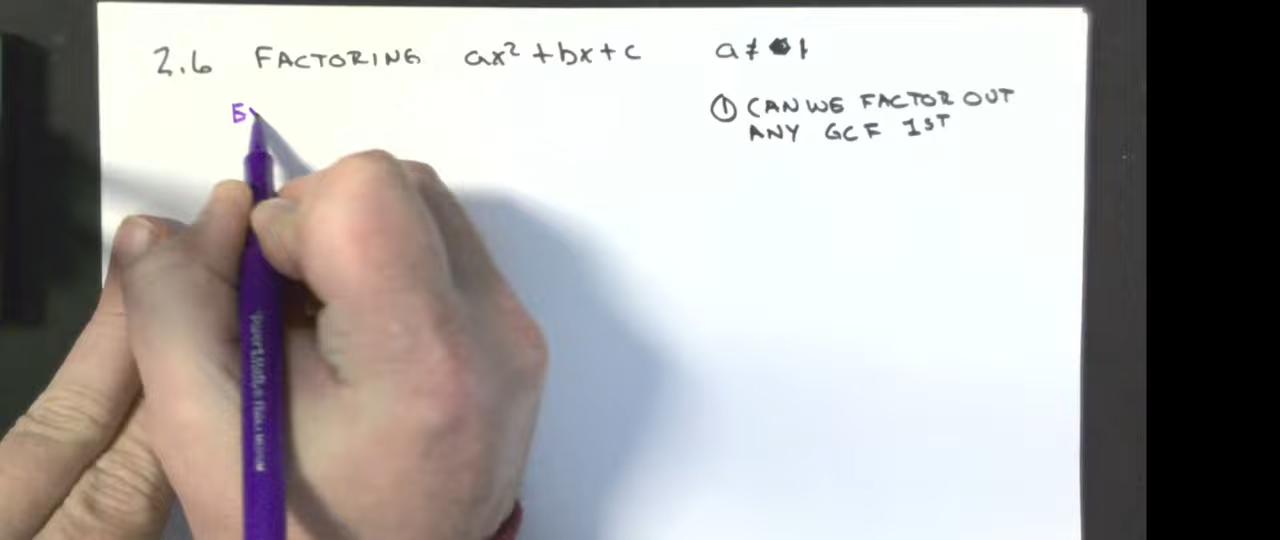 2.6 FACTORING ax² + bx + c a ≠ 1
① CAN WE FACTOR OUT
ANY GCF 1ST